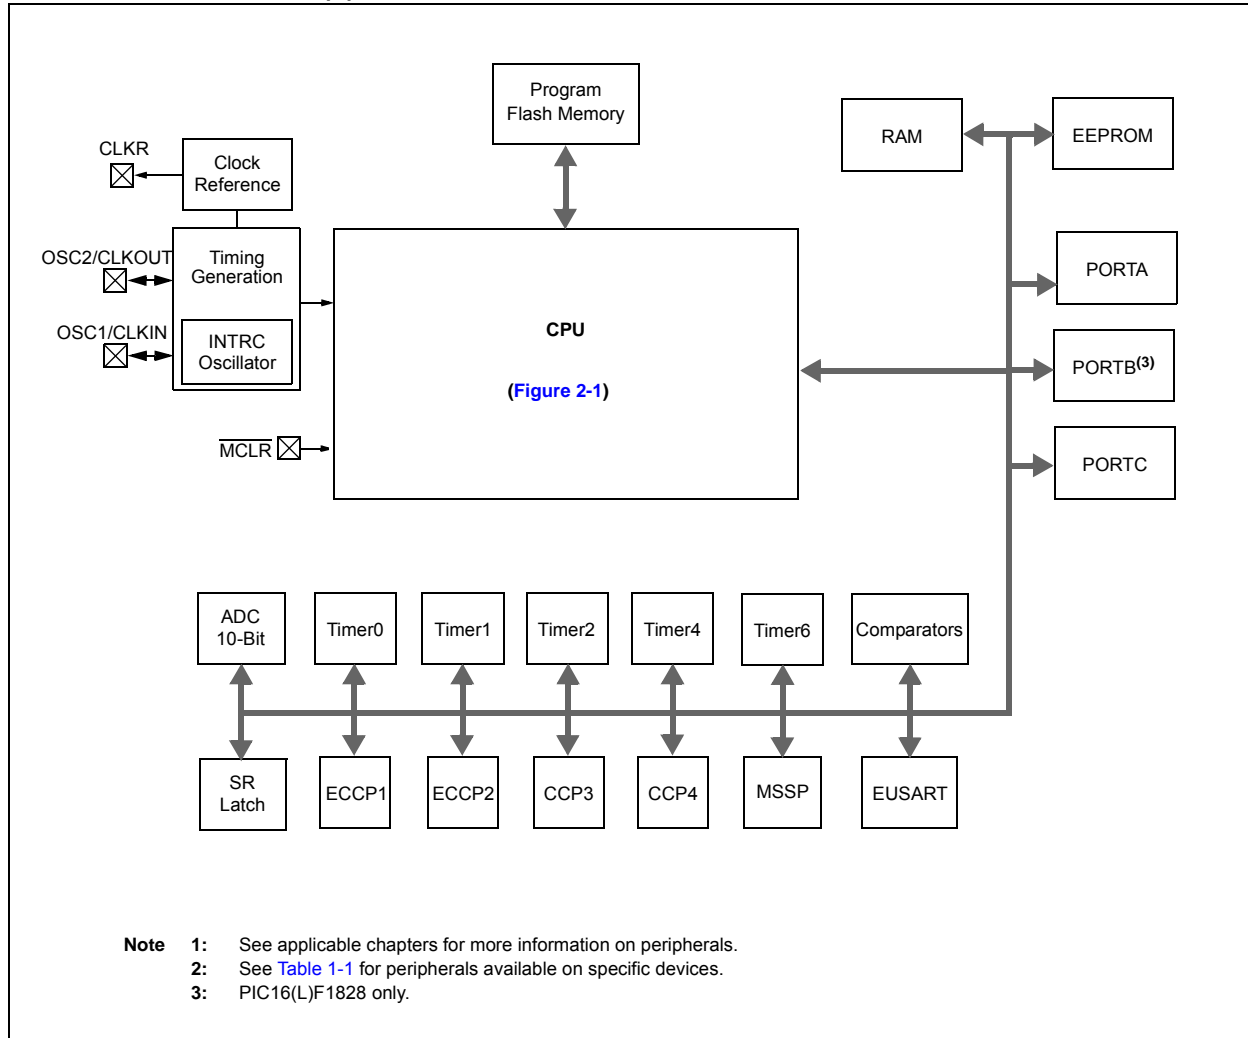 Program
Flash Memory
RAM
EEPROM
CLKR
Clock
Reference
OSC2/CLKOUT
Timing
Generation
PORTA
OSC1/CLKIN
INTRC
Oscillator
CPU
PORTB(3)
(Figure 2-1)
MCLR
PORTC
ADC
10-Bit
Timer0
Timer1
Timer2
Timer4
Timer6
Comparators
SR
Latch
ECCP1
ECCP2
CCP3
CCP4
MSSP
EUSART
Note 1: See applicable chapters for more information on peripherals.
2: See Table 1-1 for peripherals available on specific devices.
3: PIC16(L)F1828 only.